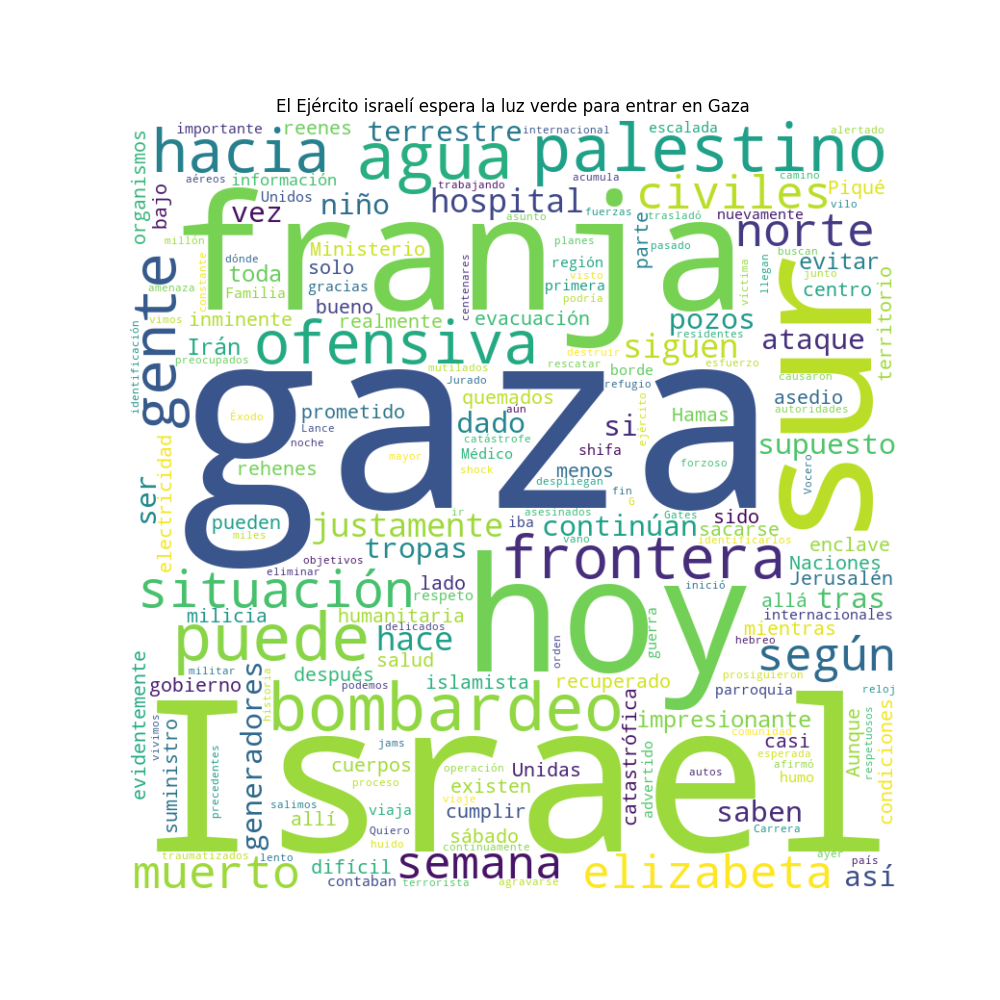 El Ejército israelí espera la luz verde para entrar en Gaza
importante
reenes
terrestre
internacional
escalada
alertado
organismos
hacia
agua
palestino
bajo
aéreos
información
Unidos
trabajando
acumula
camino
civiles
Piqué
vilo
vez
niño
hospital
asunto
fuerzas
trasladó
nuevamente
norte
millón
franja
Ministerio
planes
parte
pasado
buscan
evitar
gente
dónde
toda
solo
centenares
región
visto
llegan
junto
amenaza
constante
Familia
gracias
primera
podría
víctima
centro
territorio
inminente
bueno
realmente
evacuación
pozos
sur
vimos
preocupados
Irán
ofensiva
siguen
residentes
ataque
identificación
mutilados
destruir
rescatar
borde
esfuerzo
causaron
gaza
Jurado
refugio
asedio
autoridades
Éxodo
prometido
quemados
aún
dado
si
ejército
Hamas
Lance
noche
catástrofe
supuesto
electricidad
rehenes
mayor
Médico
shock
shifa
menos
forzoso
Vocero
ser
despliegan
fin
G
pueden
miles
justamente
ir
asesinados
iba
continúan
Gates
sido
sacarse
vano
identificarlos
enclave
objetivos
tropas
frontera
Naciones
eliminar
situación
lado
respeto
hoy
inició
Jerusalén
allá
tras
milicia
humanitaria
delicados
guerra
internacionales
puede
hace
orden
hebreo
mientras
evidentemente
salud
según
militar
después
gobierno
historia
podemos
islamista
recuperado
prosiguieron
parroquia
reloj
generadores
bombardeo
impresionante
catastrófica
Aunque
respetuosos
condiciones
suministro
vivimos
precedentes
Israel
jams
comunidad
casi
esperada
cuerpos
operación
Unidas
advertido
autos
afirmó
humo
proceso
existen
salimos
viaja
viaje
cumplir
saben
allí
Quiero
sábado
Carrera
huido
continuamente
traumatizados
lento
ayer
país
muerto
difícil
semana
elizabeta
así
contaban
terrorista
agravarse